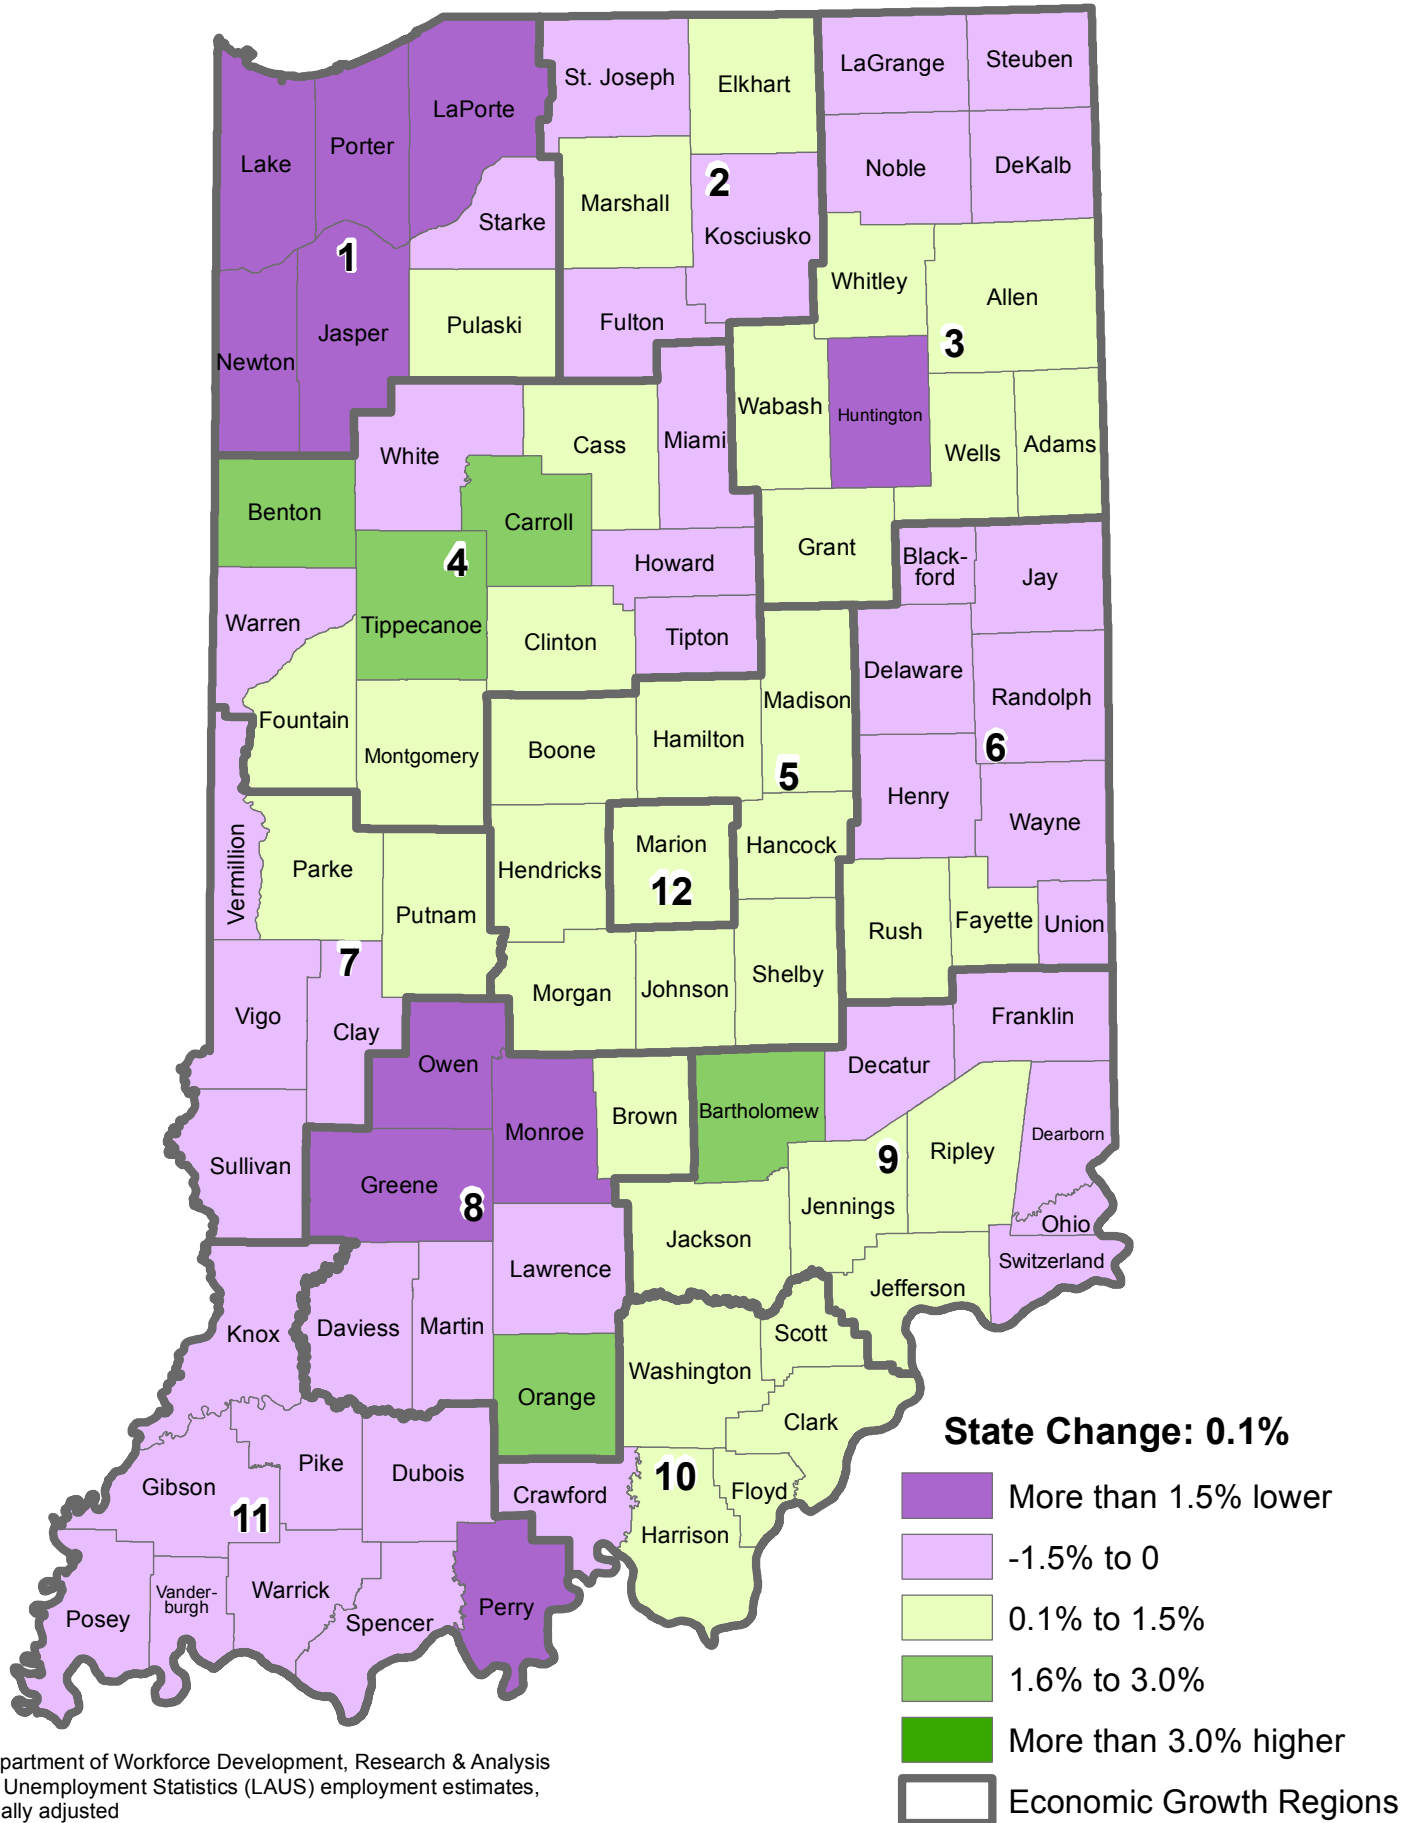 LaGrange
Steuben
St. Joseph
Elkhart
LaPorte
Porter
Lake
Noble
DeKalb
2
Marshall
Starke
Kosciusko
1
Whitley
Allen
Jasper
Pulaski
Fulton
3
Newton
Wabash
Huntington
White
Cass
Miami
Wells
Adams
Benton
Carroll
4
Howard
Grant
Black-
ford
Jay
Warren
Tippecanoe
Clinton
Tipton
Delaware
Madison
Randolph
Fountain
Montgomery
Boone
Hamilton
5
6
Henry
Wayne
Vermillion
Parke
Hendricks
Marion
12
Hancock
Putnam
Rush
Fayette
Union
7
Vigo
Clay
Morgan
Johnson
Shelby
Franklin
Owen
Decatur
Monroe
Brown
Bartholomew
Dearborn
Sullivan
Greene
8
9
Ripley
Jennings
Ohio
Jackson
Lawrence
Switzerland
Jefferson
Knox
Daviess
Martin
Scott
Washington
Orange
Clark
Pike
Dubois
Gibson
11
Crawford
10
Floyd
Harrison
Posey
Vander-
burgh
Warrick
Spencer
Perry
State Change: 0.1%
More than 1.5% lower
-1.5% to 0
0.1% to 1.5%
1.6% to 3.0%
More than 3.0% higher
Economic Growth Regions
partment of Workforce Development, Research & Analysis
Unemployment Statistics (LAUS) employment estimates,
ally adjusted